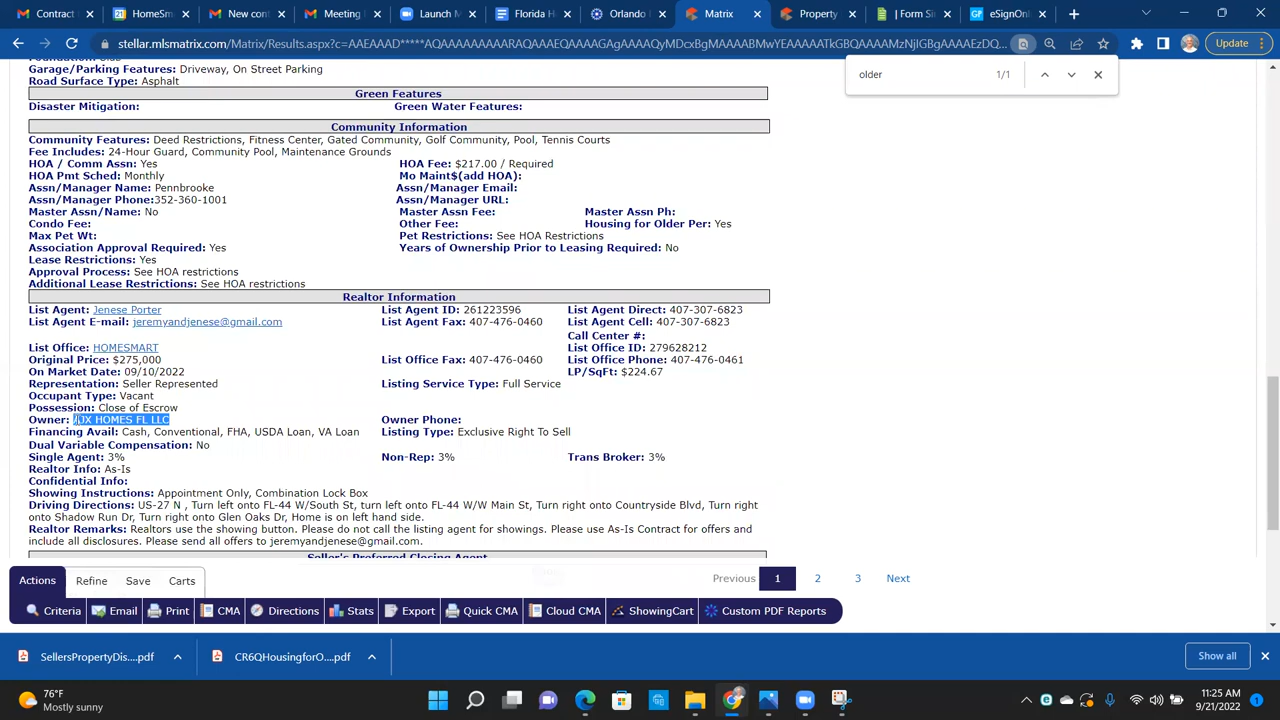 Contract
HomeSm
New cont
Meeting I
Launch M
Florida H
Orlando
Matrix
Property
| Form Si
eSignOnli
stellar.mlsmatrix.com/Matrix/Results.aspx?c=AAEAAAD*****AQAAAAAAAAARAQAAAEQAAAAGAgAAAAQyMDcxBgMAAAABMwYEAAAAATkGBQAAAAMzNjIGBgAAAAEzDQ...
Update
older
1/1
Garage/Parking Features: Driveway, On Street Parking
Road Surface Type: Asphalt
Green Features
Disaster Mitigation: Green Water Features:
Community Information
Community Features: Deed Restrictions, Fitness Center, Gated Community, Golf Community, Pool, Tennis Courts
Fee Includes: 24-Hour Guard, Community Pool, Maintenance Grounds
HOA / Comm Assn: Yes HOA Fee: $217.00 / Required
HOA Pmt Sched: Monthly Mo Maint$(add HOA):
Assn/Manager Name: Pennbrooke Assn/Manager Email:
Assn/Manager Phone:352-360-1001 Assn/Manager URL:
Master Assn/Name: No Master Assn Fee: Master Assn Ph:
Condo Fee: Other Fee: Housing for Older Per: Yes
Max Pet Wt: Pet Restrictions: See HOA Restrictions
Association Approval Required: Yes Years of Ownership Prior to Leasing Required: No
Lease Restrictions: Yes
Approval Process: See HOA restrictions
Additional Lease Restrictions: See HOA restrictions
Realtor Information
List Agent: Jenese Porter List Agent ID: 261223596 List Agent Direct: 407-307-6823
List Agent E-mail: jeremyandjenese@gmail.com List Agent Fax: 407-476-0460 List Agent Cell: 407-307-6823
Call Center #:
List Office: HOMESMART List Office ID: 279628212
Original Price: $275,000 List Office Fax: 407-476-0460 List Office Phone: 407-476-0461
On Market Date: 09/10/2022 LP/SqFt: $224.67
Representation: Seller Represented Listing Service Type: Full Service
Occupant Type: Vacant
Possession: Close of Escrow
Owner: JJX HOMES FL LLC Owner Phone:
Financing Avail: Cash, Conventional, FHA, USDA Loan, VA Loan Listing Type: Exclusive Right To Sell
Dual Variable Compensation: No
Single Agent: 3% Non-Rep: 3% Trans Broker: 3%
Realtor Info: As-Is
Confidential Info:
Showing Instructions: Appointment Only, Combination Lock Box
Driving Directions: US-27 N , Turn left onto FL-44 W/South St, turn left onto FL-44 W/W Main St, Turn right onto Countryside Blvd, Turn right
onto Shadow Run Dr, Turn right onto Glen Oaks Dr, Home is on left hand side.
Realtor Remarks: Realtors use the showing button. Please do not call the listing agent for showings. Please use As-Is Contract for offers and
include all disclosures. Please send all offers to jeremyandjenese@gmail.com.
Seller's Preferred Closing Agent
Actions Refine Save Carts Previous 1 2 3 Next
Criteria Email Print CMA Directions Stats Export Quick CMA Cloud CMA ShowingCart Custom PDF Reports
SellersPropertyDis....pdf
CR6QHousingforO....pdf
Show all
76°F
Mostly sunny
11:25 AM
9/21/2022